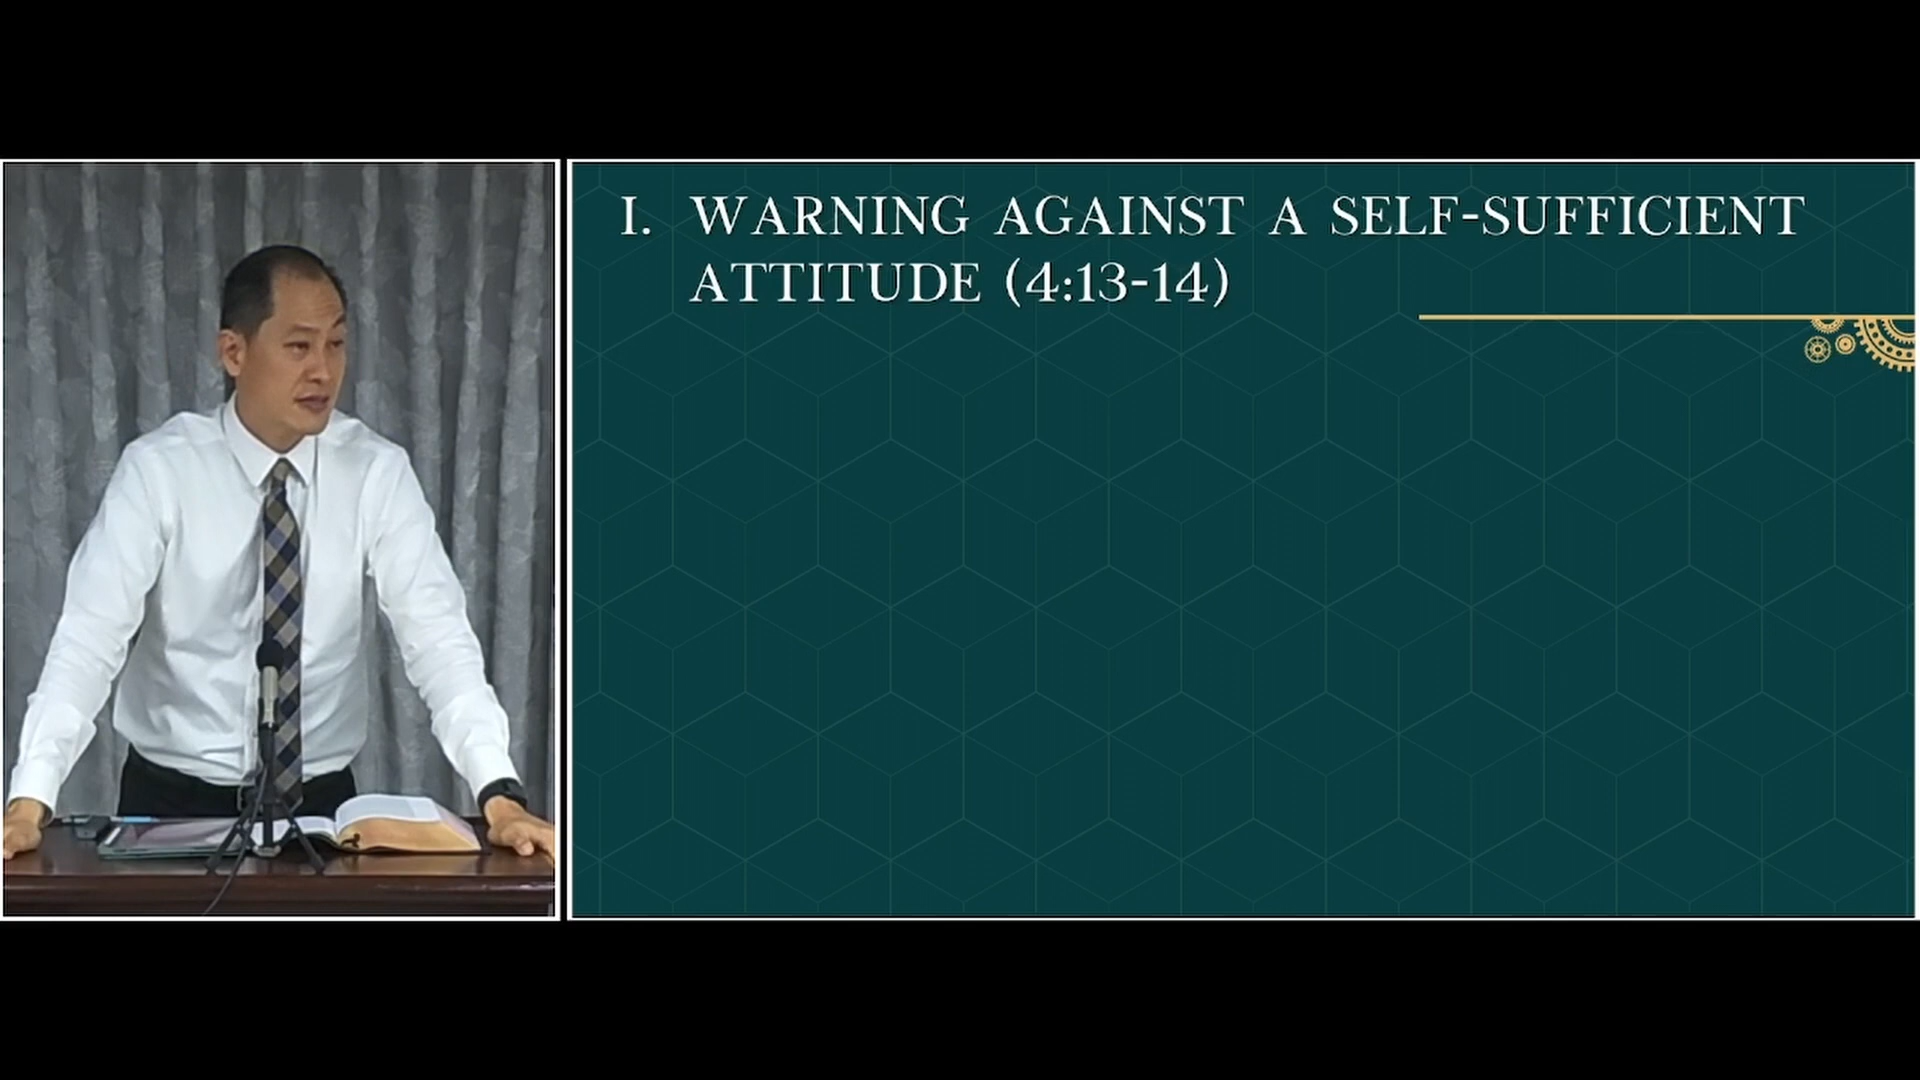 I. WARNING AGAINST A SELF-SUFFICIENT
ATTITUDE (4:13-14)